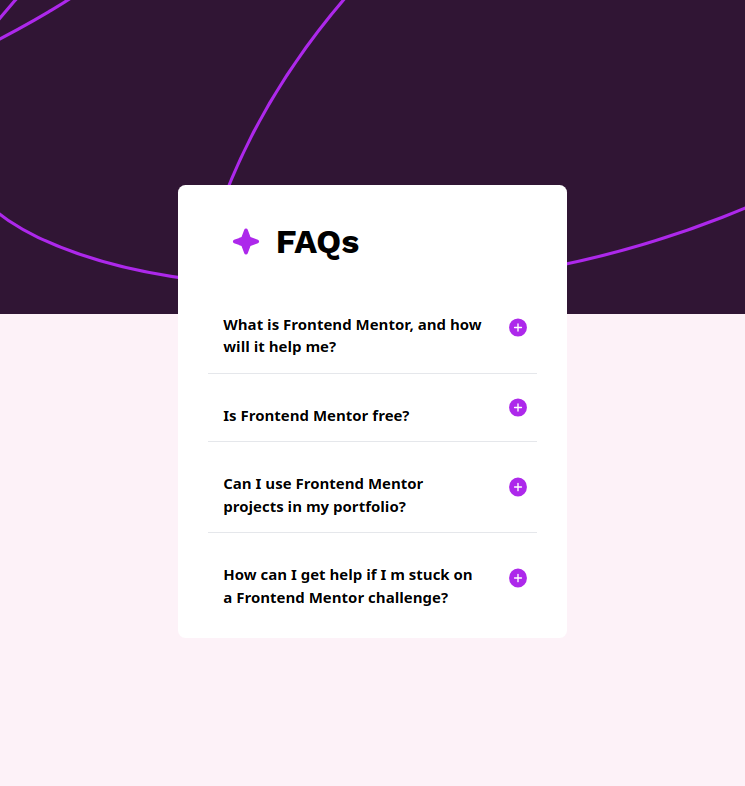 FAQs
What is Frontend Mentor, and how
will it help me?
Is Frontend Mentor free?
Can I use Frontend Mentor
projects in my portfolio?
How can I get help if I m stuck on
a Frontend Mentor challenge?